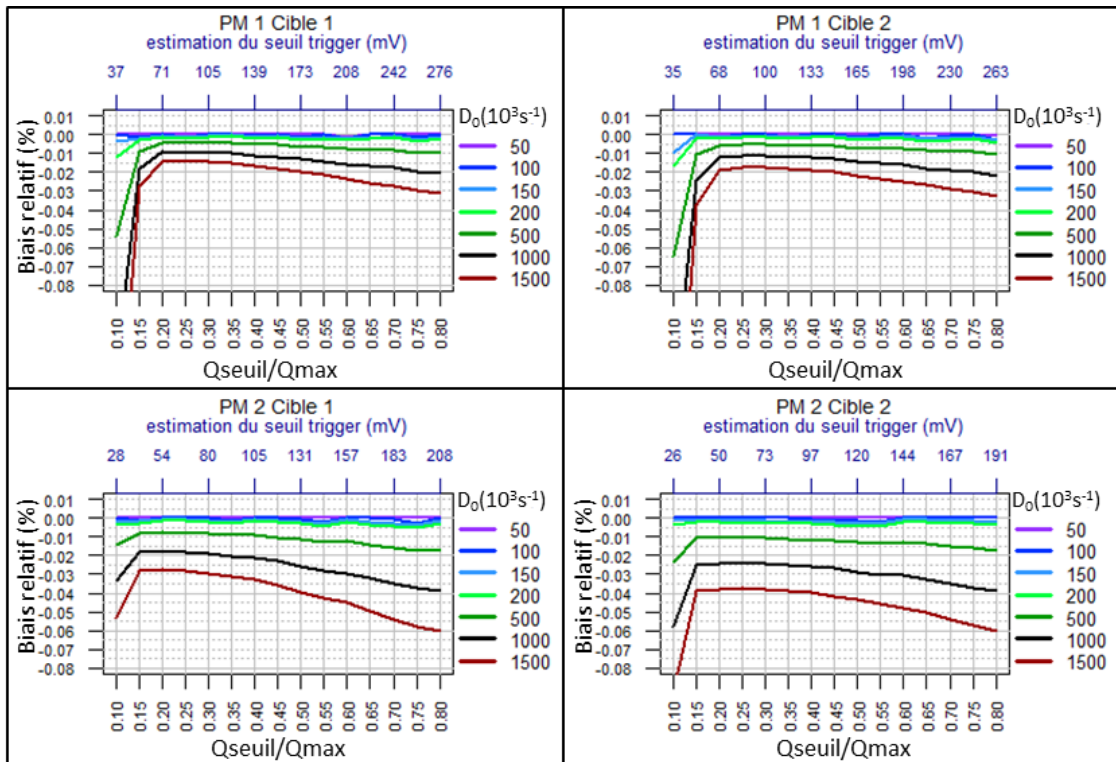 PM 1 Cible 1
estimation du seuil trigger (mV)
37 71 105 139 173 208 242 276
D₀(10³s⁻¹)
Biais relatif (%)
0.01
0.00
-0.01
-0.02
-0.03
-0.04
-0.05
-0.06
-0.07
-0.08
50
100
150
200
500
1000
1500
0.10 0.15 0.20 0.25 0.30 0.35 0.40 0.45 0.50 0.55 0.60 0.65 0.70 0.75 0.80
Qseuil/Qmax
PM 1 Cible 2
estimation du seuil trigger (mV)
35 68 100 133 165 198 230 263
D₀(10³s⁻¹)
Biais relatif (%)
0.01
0.00
-0.01
-0.02
-0.03
-0.04
-0.05
-0.06
-0.07
-0.08
50
100
150
200
500
1000
1500
0.10 0.15 0.20 0.25 0.30 0.35 0.40 0.45 0.50 0.55 0.60 0.65 0.70 0.75 0.80
Qseuil/Qmax
PM 2 Cible 1
estimation du seuil trigger (mV)
28 54 80 105 131 157 183 208
D₀(10³s⁻¹)
Biais relatif (%)
0.01
0.00
-0.01
-0.02
-0.03
-0.04
-0.05
-0.06
-0.07
-0.08
50
100
150
200
500
1000
1500
0.10 0.15 0.20 0.25 0.30 0.35 0.40 0.45 0.50 0.55 0.60 0.65 0.70 0.75 0.80
Qseuil/Qmax
PM 2 Cible 2
estimation du seuil trigger (mV)
26 50 73 97 120 144 167 191
D₀(10³s⁻¹)
Biais relatif (%)
0.01
0.00
-0.01
-0.02
-0.03
-0.04
-0.05
-0.06
-0.07
-0.08
50
100
150
200
500
1000
1500
0.10 0.15 0.20 0.25 0.30 0.35 0.40 0.45 0.50 0.55 0.60 0.65 0.70 0.75 0.80
Qseuil/Qmax